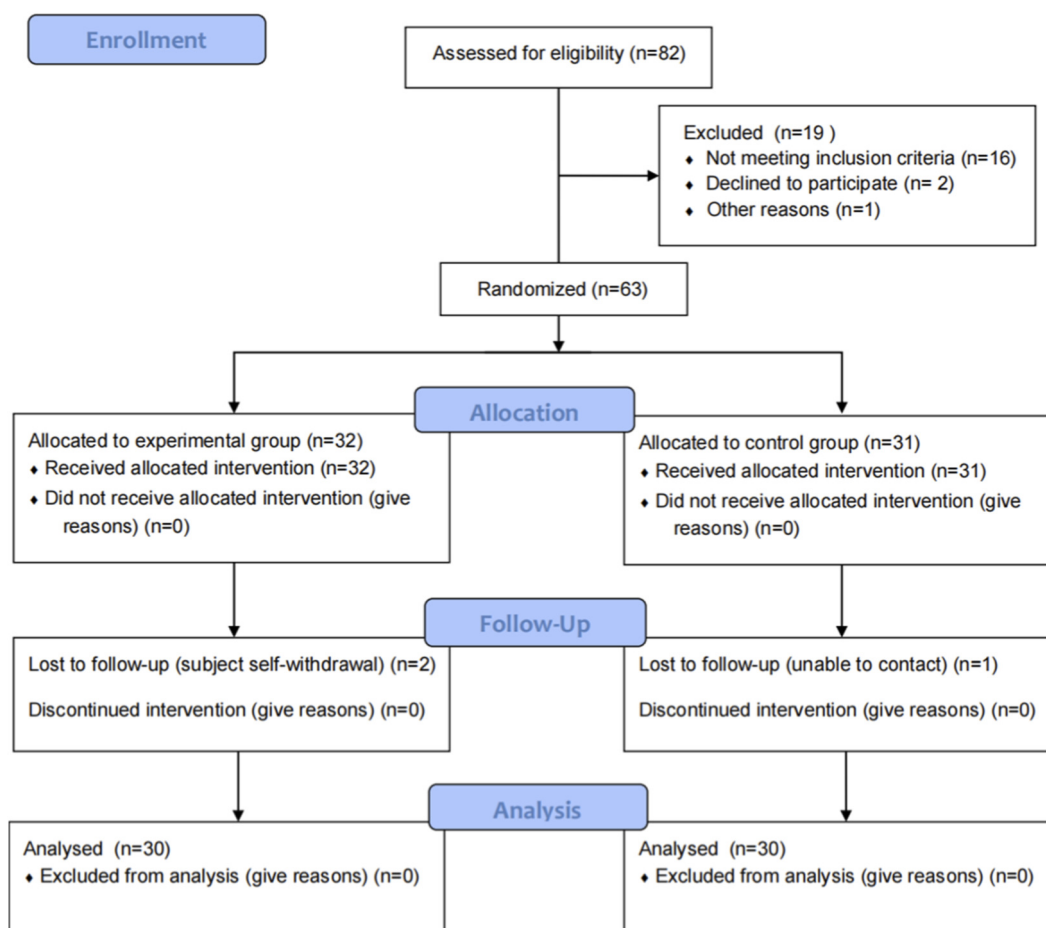 Enrollment
Assessed for eligibility (n=82)
Excluded (n=19 )
♦ Not meeting inclusion criteria (n=16)
♦ Declined to participate (n= 2)
♦ Other reasons (n=1)
Randomized (n=63)
Allocation
Allocated to experimental group (n=32)
♦ Received allocated intervention (n=32)
♦ Did not receive allocated intervention (give
reasons) (n=0)
Allocated to control group (n=31)
♦ Received allocated intervention (n=31)
♦ Did not receive allocated intervention (give
reasons) (n=0)
Follow-Up
Lost to follow-up (subject self-withdrawal) (n=2)
Discontinued intervention (give reasons) (n=0)
Lost to follow-up (unable to contact) (n=1)
Discontinued intervention (give reasons) (n=0)
Analysis
Analysed (n=30)
♦ Excluded from analysis (give reasons) (n=0)
Analysed (n=30)
♦ Excluded from analysis (give reasons) (n=0)